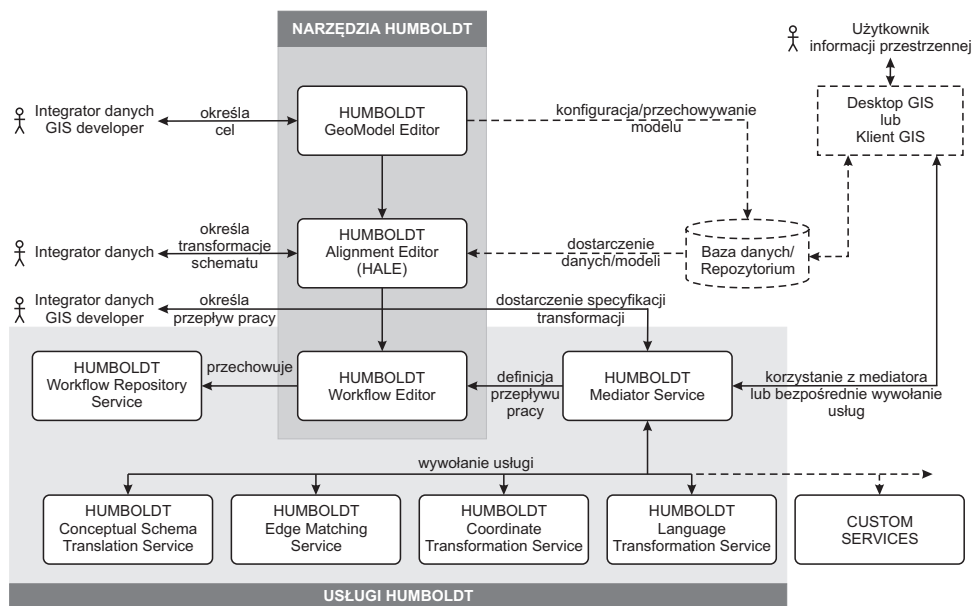 NARZĘDZIA HUMBOLDT
Użytkownik
informacji przestrzennej
Integrator danych
GIS developer
określa
cel
HUMBOLDT
GeoModel Editor
konfiguracja/przechowywanie
modelu
Desktop GIS
lub
Klient GIS
Integrator danych
określa
transformacje
schematu
HUMBOLDT
Alignment Editor
(HALE)
dostarczenie
danych/modeli
Baza danych/
Repozytorium
Integrator danych
GIS developer
określa
przepływ pracy
dostarczenie specyfikacji
transformacji
HUMBOLDT
Workflow Repository
Service
przechowuje
HUMBOLDT
Workflow Editor
definicja
przepływu
pracy
HUMBOLDT
Mediator Service
korzystanie z mediatora
lub bezpośrednie wywołanie
usług
wywołanie usługi
HUMBOLDT
Conceptual Schema
Translation Service
HUMBOLDT
Edge Matching
Service
HUMBOLDT
Coordinate
Transformation Service
HUMBOLDT
Language
Transformation Service
CUSTOM
SERVICES
USŁUGI HUMBOLDT